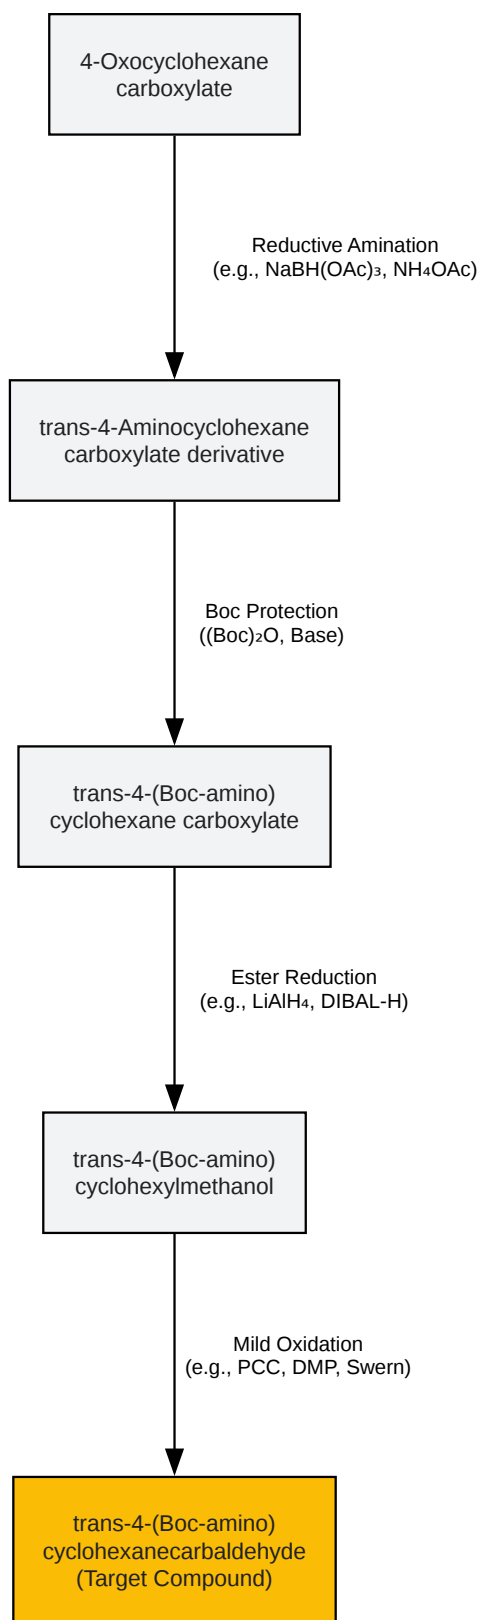 4-Oxocyclohexane
carboxylate
Reductive Amination
(e.g., NaBH(OAc)₃, NH₄OAc)
trans-4-Aminocyclohexane
carboxylate derivative
Boc Protection
((Boc)₂O, Base)
trans-4-(Boc-amino)
cyclohexane carboxylate
Ester Reduction
(e.g., LiAlH₄, DIBAL-H)
trans-4-(Boc-amino)
cyclohexylmethanol
Mild Oxidation
(e.g., PCC, DMP, Swern)
trans-4-(Boc-amino)
cyclohexanecarbaldehyde
(Target Compound)